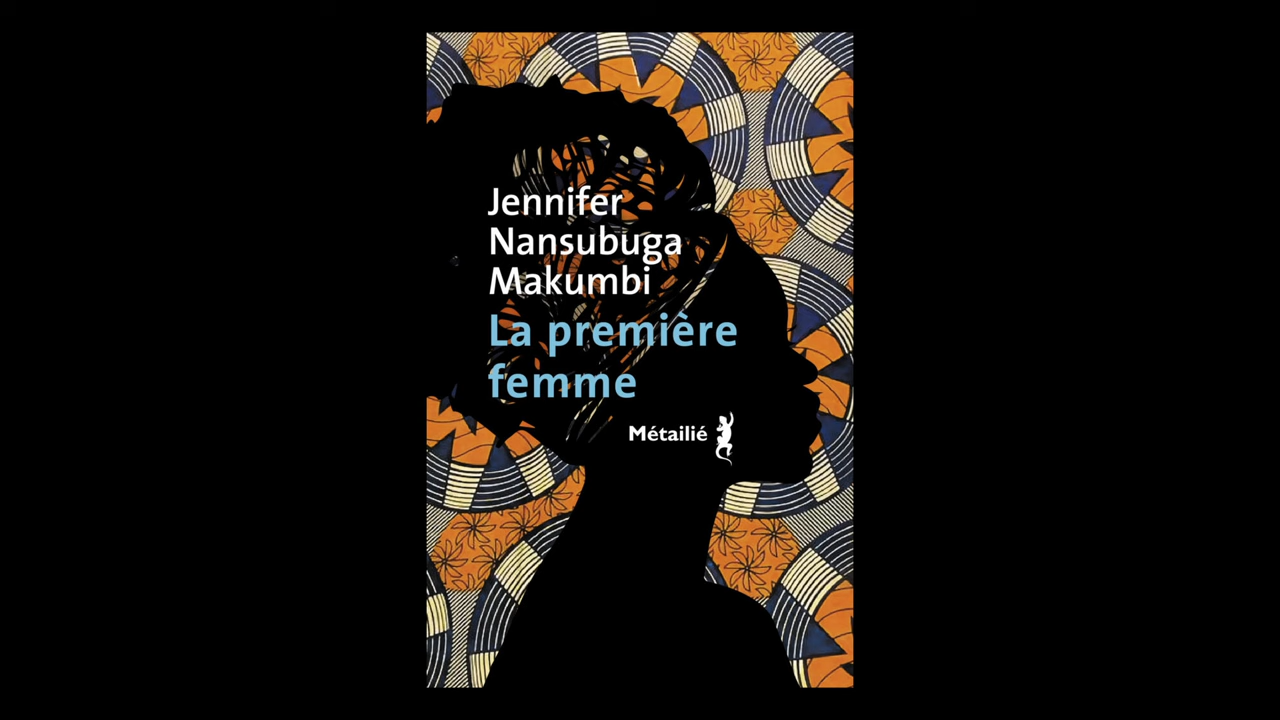 Jennifer
Nansubuga
Makumbi
La première
femme
Métailié